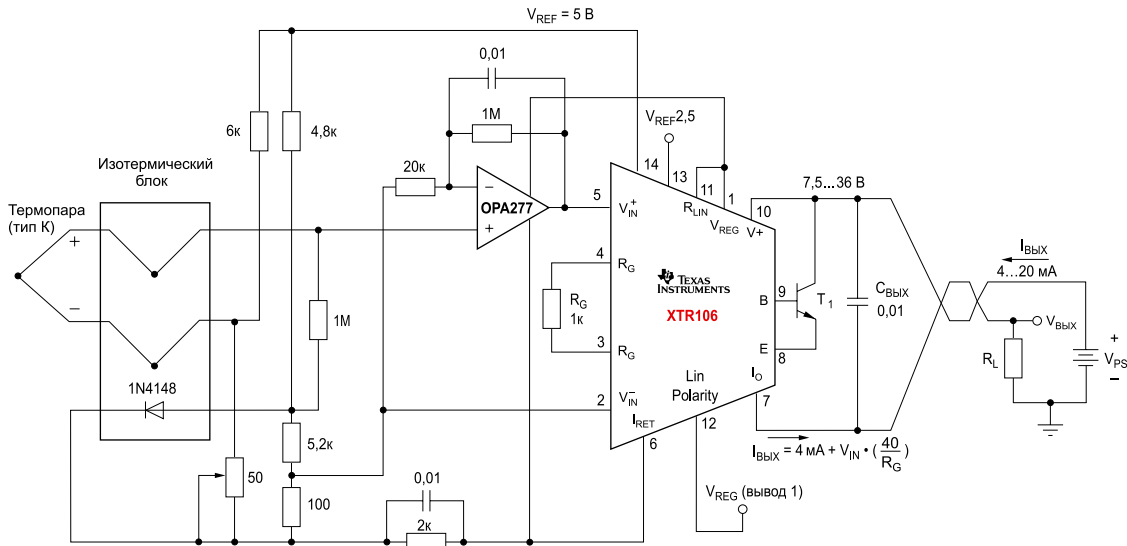 V_REF = 5 В
0,01
1М
6к
4,8к
20к
V_REF2,5
Изотермический
блок
Термопара
(тип К)
+
−
OPA277
−
+
14
13
11
1
7,5...36 В
10
5
V_IN^+
R_LIN
V_REG
V+
4
R_G
R_G
1к
3
R_G
TEXAS
INSTRUMENTS
XTR106
B
9
T_1
E
8
C_ВЫХ
0,01
I_ВЫХ
4...20 мА
V_ВЫХ
R_L
+
V_PS
−
1М
1N4148
2
V_IN^−
I_RET
6
Lin
Polarity
12
I_O
7
I_ВЫХ = 4 мА + V_IN • (40/R_G)
5,2к
50
100
0,01
2к
V_REG (вывод 1)